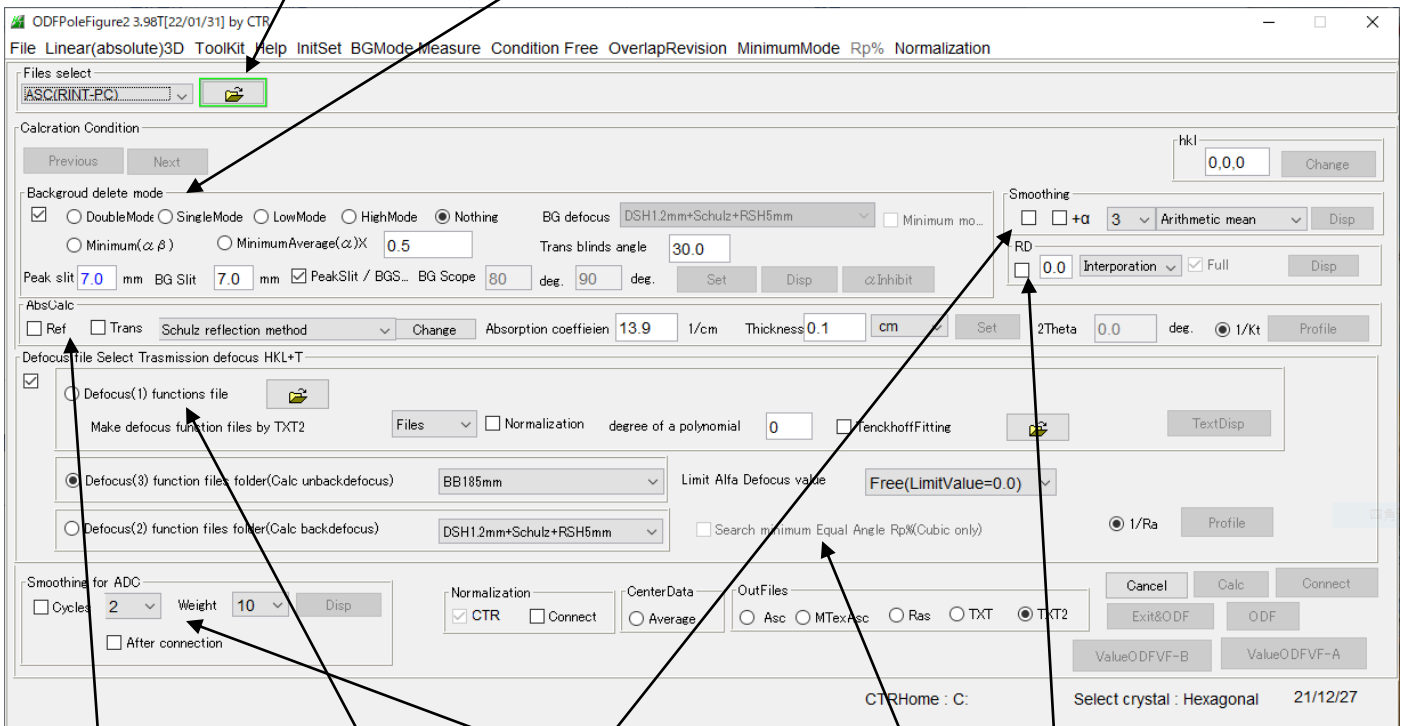 ODFPoleFigure2 3.98T[22/01/31] by CTR
File Linear(absolute)3D ToolKit Help InitSet BGMode Measure Condition Free OverlapRevision MinimumMode Rp% Normalization
Files select
ASC(RINT-PC)
Calcration Condition
Previous Next
hkl
0,0,0 Change
Backgroud delete mode
DoubleMode SingleMode LowMode HighMode Nothing BG defocus DSH1.2mm+Schulz+RSH5mm Minimum mo...
Minimum(αβ) MinimumAverage(α)X 0.5 Trans blinds angle 30.0
Peak slit 7.0 mm BG Slit 7.0 mm PeakSlit / BGS... BG Scope 80 deg. 90 deg. Set Disp αInhibit
Smoothing
+α 3 Arithmetic mean Disp
RD
0.0 Interporation Full Disp
AbsCalc
Ref Trans Schulz reflection method Change Absorption coeffieien 13.9 1/cm Thickness 0.1 cm Set 2Theta 0.0 deg. 1/Kt Profile
Defocus file Select Trasmission defocus HKL+T
Defocus(1) functions file
Make defocus function files by TXT2 Files Normalization degree of a polynomial 0 TenckhoffFitting TextDisp
Defocus(3) function files folder(Calc unbackdefocus) BB185mm Limit Alfa Defocus value Free(LimitValue=0.0)
Defocus(2) function files folder(Calc backdefocus) DSH1.2mm+Schulz+RSH5mm Search minimum Equal Angle Rp%(Cubic only) 1/Ra Profile
Smoothing for ADC
Cycles 2 Weight 10 Disp
After connection
Normalization
CTR Connect
CenterData
Average
OutFiles
Asc MTexAsc Ras TXT TXT2
Cancel Calc Connect
Exit&ODF ODF
ValueODFVF-B ValueODFVF-A
CTRHome : C: Select crystal : Hexagonal 21/12/27